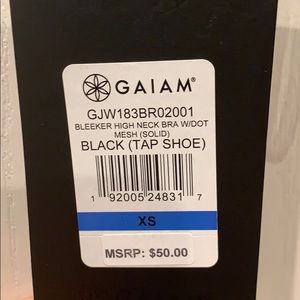 GAIAM®
GJW183BR02001
BLEEKER HIGH NECK BRA W/DOT
MESH (SOLID)
BLACK (TAP SHOE)
1 92005 24831 7
XS
MSRP: $50.00